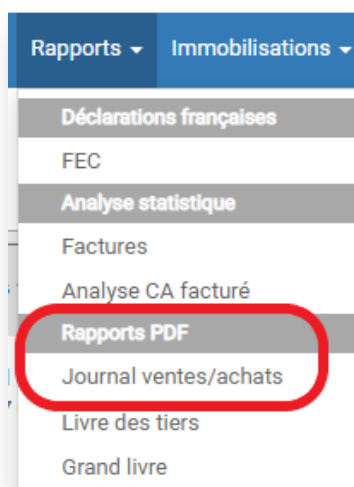 Rapports Immobilisations
Déclarations françaises
FEC
Analyse statistique
Factures
Analyse CA facturé
Rapports PDF
Journal ventes/achats
Livre des tiers
Grand livre